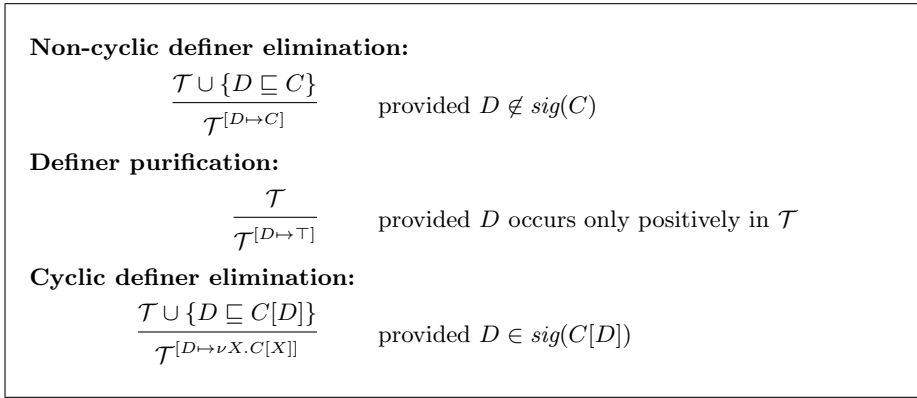 Non-cyclic definer elimination:
𝒯 ∪ {D ⊑ C}
𝒯^[D↦C] provided D ∉ sig(C)
Definer purification:
𝒯
𝒯^[D↦⊤] provided D occurs only positively in 𝒯
Cyclic definer elimination:
𝒯 ∪ {D ⊑ C[D]}
𝒯^[D↦νX.C[X]] provided D ∈ sig(C[D])